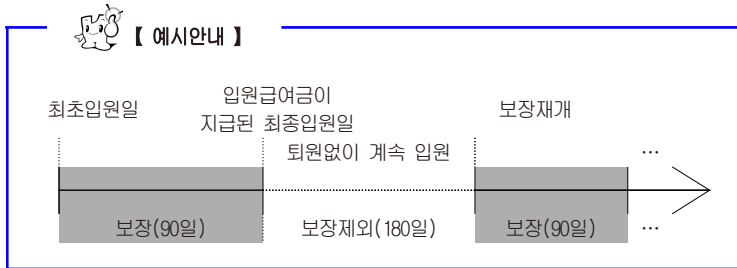 【 예시안내 】
최초입원일
입원급여금이
지급된 최종입원일
보장재개
퇴원없이 계속 입원
…
보장(90일)
보장제외(180일)
보장(90일)
…